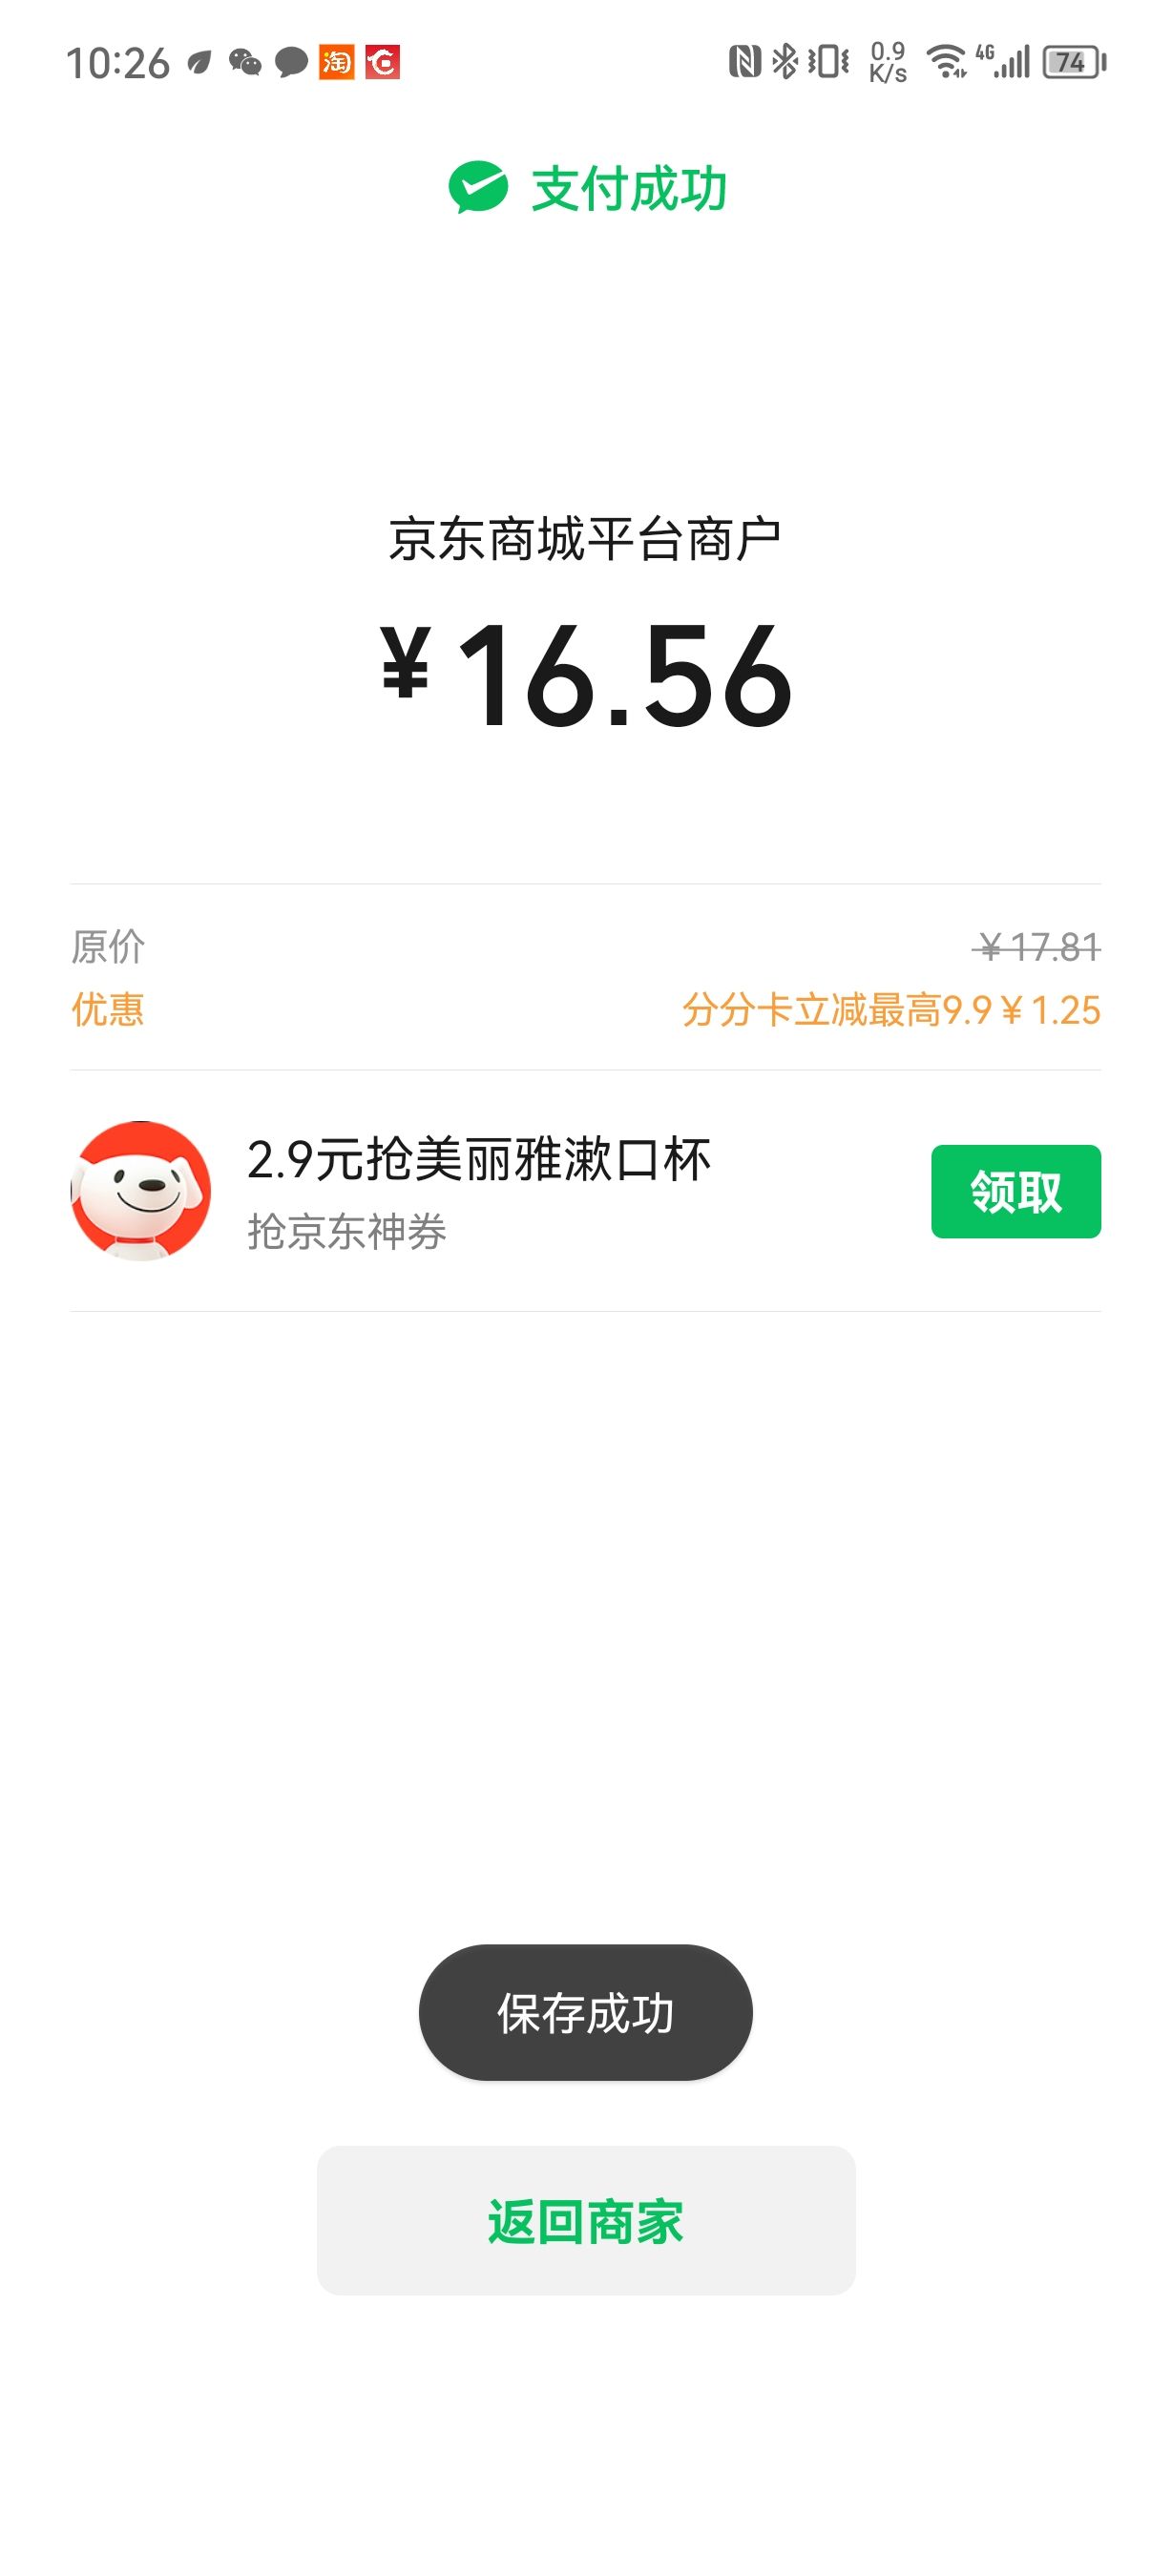 10:26 淘 0.9 K/s 4G 74
支付成功
京东商城平台商户
¥16.56
原价 ¥17.81
优惠 分分卡立减最高9.9¥1.25
2.9元抢美丽雅漱口杯
抢京东神券
领取
保存成功
返回商家